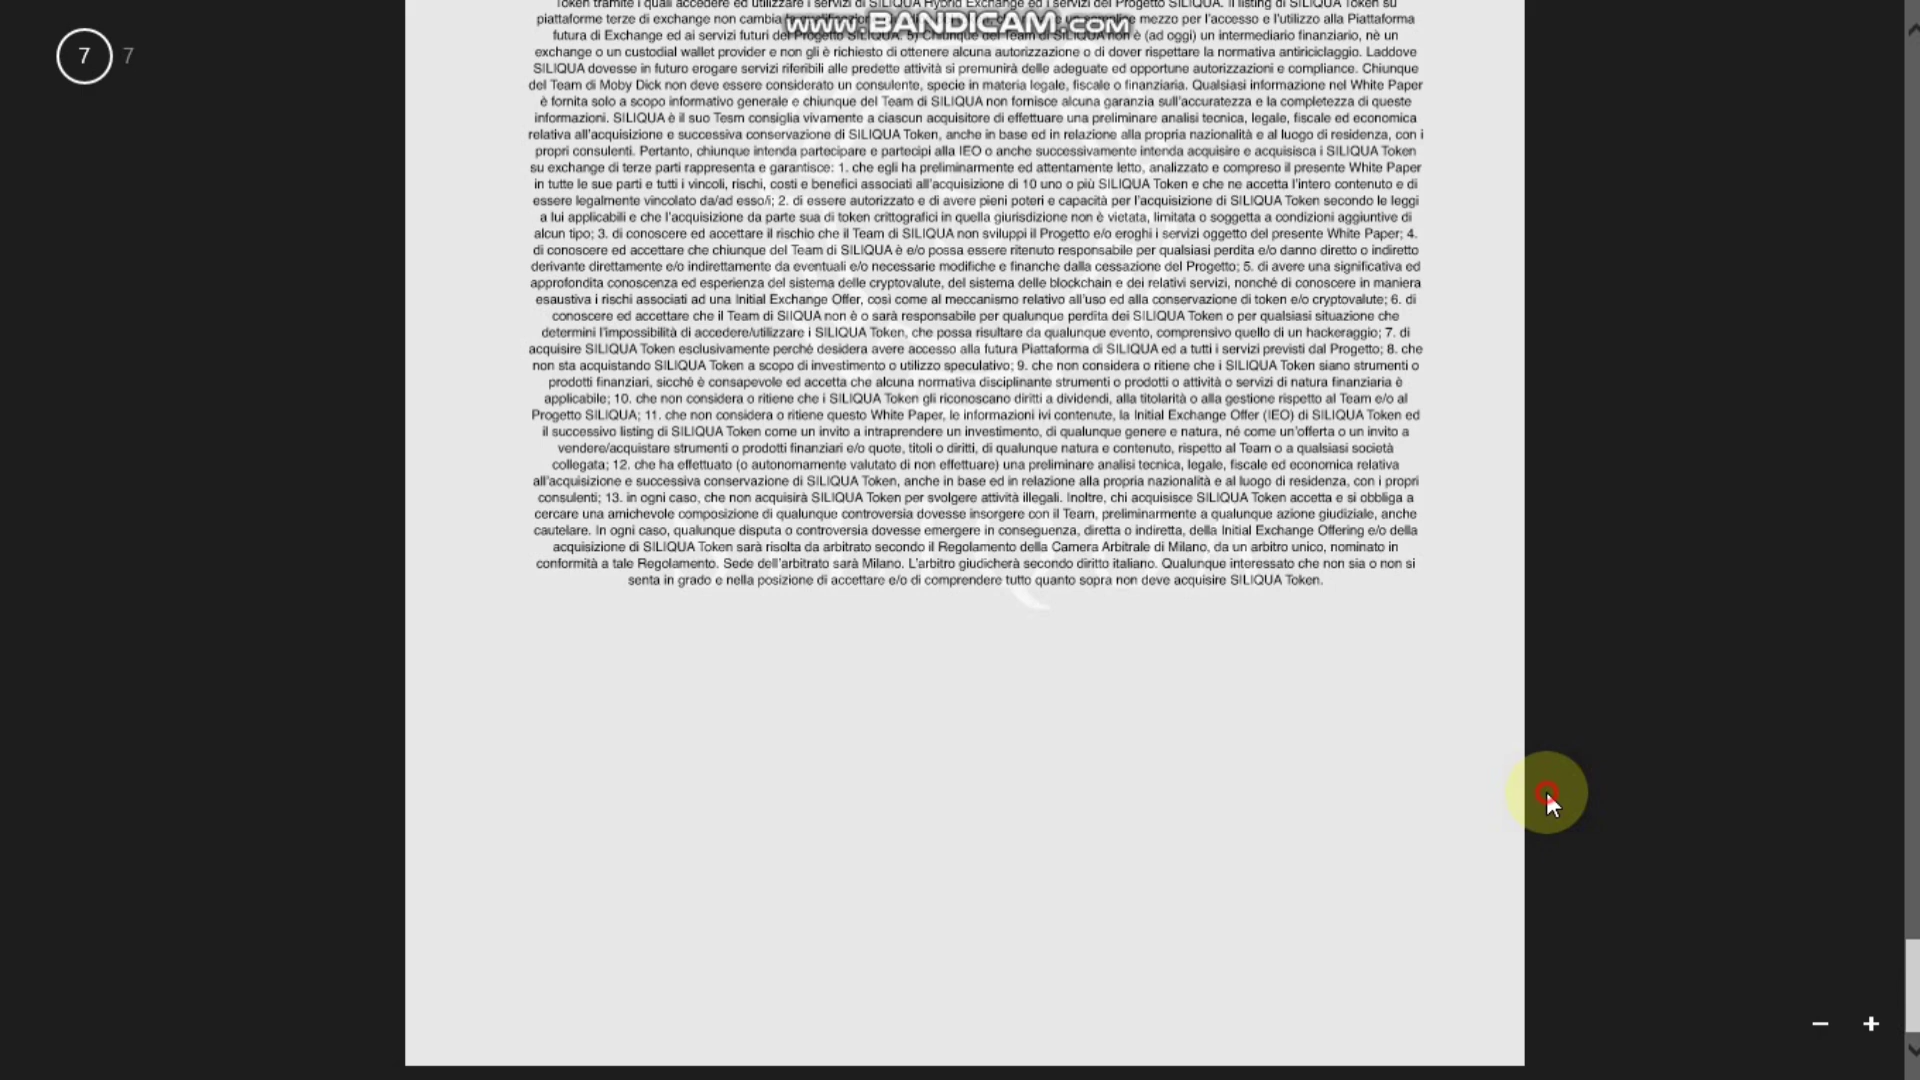 Token tramite i quali accedere ed utilizzare i servizi di SILIQUA Hybrid Exchange ed i servizi del Progetto SILIQUA. Il listing di SILIQUA Token su
www.BANDICAM.com
7 7
piattaforme terze di exchange non cambia la mezzo per l'accesso e l'utilizzo alla Piattaforma
futura di Exchange ed ai servizi futuri del Progetto SILIQUA. b) Chiunque del Team di SILIQUA non è (ad oggi) un intermediario finanziario, nè un
exchange o un custodial wallet provider e non gli è richiesto di ottenere alcuna autorizzazione o di dover rispettare la normativa antiriciclaggio. Laddove
SILIQUA dovesse in futuro erogare servizi riferibili alle predette attività si premunirà delle adeguate ed opportune autorizzazioni e compliance. Chiunque
del Team di Moby Dick non deve essere considerato un consulente, specie in materia legale, fiscale o finanziaria. Qualsiasi informazione nel White Paper
è fornita solo a scopo informativo generale e chiunque del Team di SILIQUA non fornisce alcuna garanzia sull'accuratezza e la completezza di queste
informazioni. SILIQUA è il suo Tesm consiglia vivamente a ciascun acquisitore di effettuare una preliminare analisi tecnica, legale, fiscale ed economica
relativa all'acquisizione e successiva conservazione di SILIQUA Token, anche in base ed in relazione alla propria nazionalità e al luogo di residenza, con i
propri consulenti. Pertanto, chiunque intenda partecipare e partecipi alla IEO o anche successivamente intenda acquisire e acquisisca i SILIQUA Token
su exchange di terze parti rappresenta e garantisce: 1. che egli ha preliminarmente ed attentamente letto, analizzato e compreso il presente White Paper
in tutte le sue parti e tutti i vincoli, rischi, costi e benefici associati all'acquisizione di 10 uno o più SILIQUA Token e che ne accetta l'intero contenuto e di
essere legalmente vincolato da/ad esso/i; 2. di essere autorizzato e di avere pieni poteri e capacità per l'acquisizione di SILIQUA Token secondo le leggi
a lui applicabili e che l'acquisizione da parte sua di token crittografici in quella giurisdizione non è vietata, limitata o soggetta a condizioni aggiuntive di
alcun tipo; 3. di conoscere ed accettare il rischio che il Team di SILIQUA non sviluppi il Progetto e/o eroghi i servizi oggetto del presente White Paper; 4.
di conoscere ed accettare che chiunque del Team di SILIQUA è e/o possa essere ritenuto responsabile per qualsiasi perdita e/o danno diretto o indiretto
derivante direttamente e/o indirettamente da eventuali e/o necessarie modifiche e finanche dalla cessazione del Progetto; 5. di avere una significativa ed
approfondita conoscenza ed esperienza del sistema delle cryptovalute, del sistema delle blockchain e dei relativi servizi, nonché di conoscere in maniera
esaustiva i rischi associati ad una Initial Exchange Offer, così come al meccanismo relativo all'uso ed alla conservazione di token e/o cryptovalute; 6. di
conoscere ed accettare che il Team di SIIQUA non è o sarà responsabile per qualunque perdita dei SILIQUA Token o per qualsiasi situazione che
determini l'impossibilità di accedere/utilizzare i SILIQUA Token, che possa risultare da qualunque evento, comprensivo quello di un hackeraggio; 7. di
acquisire SILIQUA Token esclusivamente perché desidera avere accesso alla futura Piattaforma di SILIQUA ed a tutti i servizi previsti dal Progetto; 8. che
non sta acquistando SILIQUA Token a scopo di investimento o utilizzo speculativo; 9. che non considera o ritiene che i SILIQUA Token siano strumenti o
prodotti finanziari, sicchè è consapevole ed accetta che alcuna normativa disciplinante strumenti o prodotti o attività o servizi di natura finanziaria è
applicabile; 10. che non considera o ritiene che i SILIQUA Token gli riconoscano diritti a dividendi, alla titolarità o alla gestione rispetto al Team e/o al
Progetto SILIQUA; 11. che non considera o ritiene questo White Paper, le informazioni ivi contenute, la Initial Exchange Offer (IEO) di SILIQUA Token ed
il successivo listing di SILIQUA Token come un invito a intraprendere un investimento, di qualunque genere e natura, né come un'offerta o un invito a
vendere/acquistare strumenti o prodotti finanziari e/o quote, titoli o diritti, di qualunque natura e contenuto, rispetto al Team o a qualsiasi società
collegata; 12. che ha effettuato (o autonomamente valutato di non effettuare) una preliminare analisi tecnica, legale, fiscale ed economica relativa
all'acquisizione e successiva conservazione di SILIQUA Token, anche in base ed in relazione alla propria nazionalità e al luogo di residenza, con i propri
consulenti; 13. in ogni caso, che non acquisirà SILIQUA Token per svolgere attività illegali. Inoltre, chi acquisisce SILIQUA Token accetta e si obbliga a
cercare una amichevole composizione di qualunque controversia dovesse insorgere con il Team, preliminarmente a qualunque azione giudiziale, anche
cautelare. In ogni caso, qualunque disputa o controversia dovesse emergere in conseguenza, diretta o indiretta, della Initial Exchange Offering e/o della
acquisizione di SILIQUA Token sarà risolta da arbitrato secondo il Regolamento della Camera Arbitrale di Milano, da un arbitro unico, nominato in
conformità a tale Regolamento. Sede dell'arbitrato sarà Milano. L'arbitro giudicherà secondo diritto italiano. Qualunque interessato che non sia o non si
senta in grado e nella posizione di accettare e/o di comprendere tutto quanto sopra non deve acquisire SILIQUA Token.